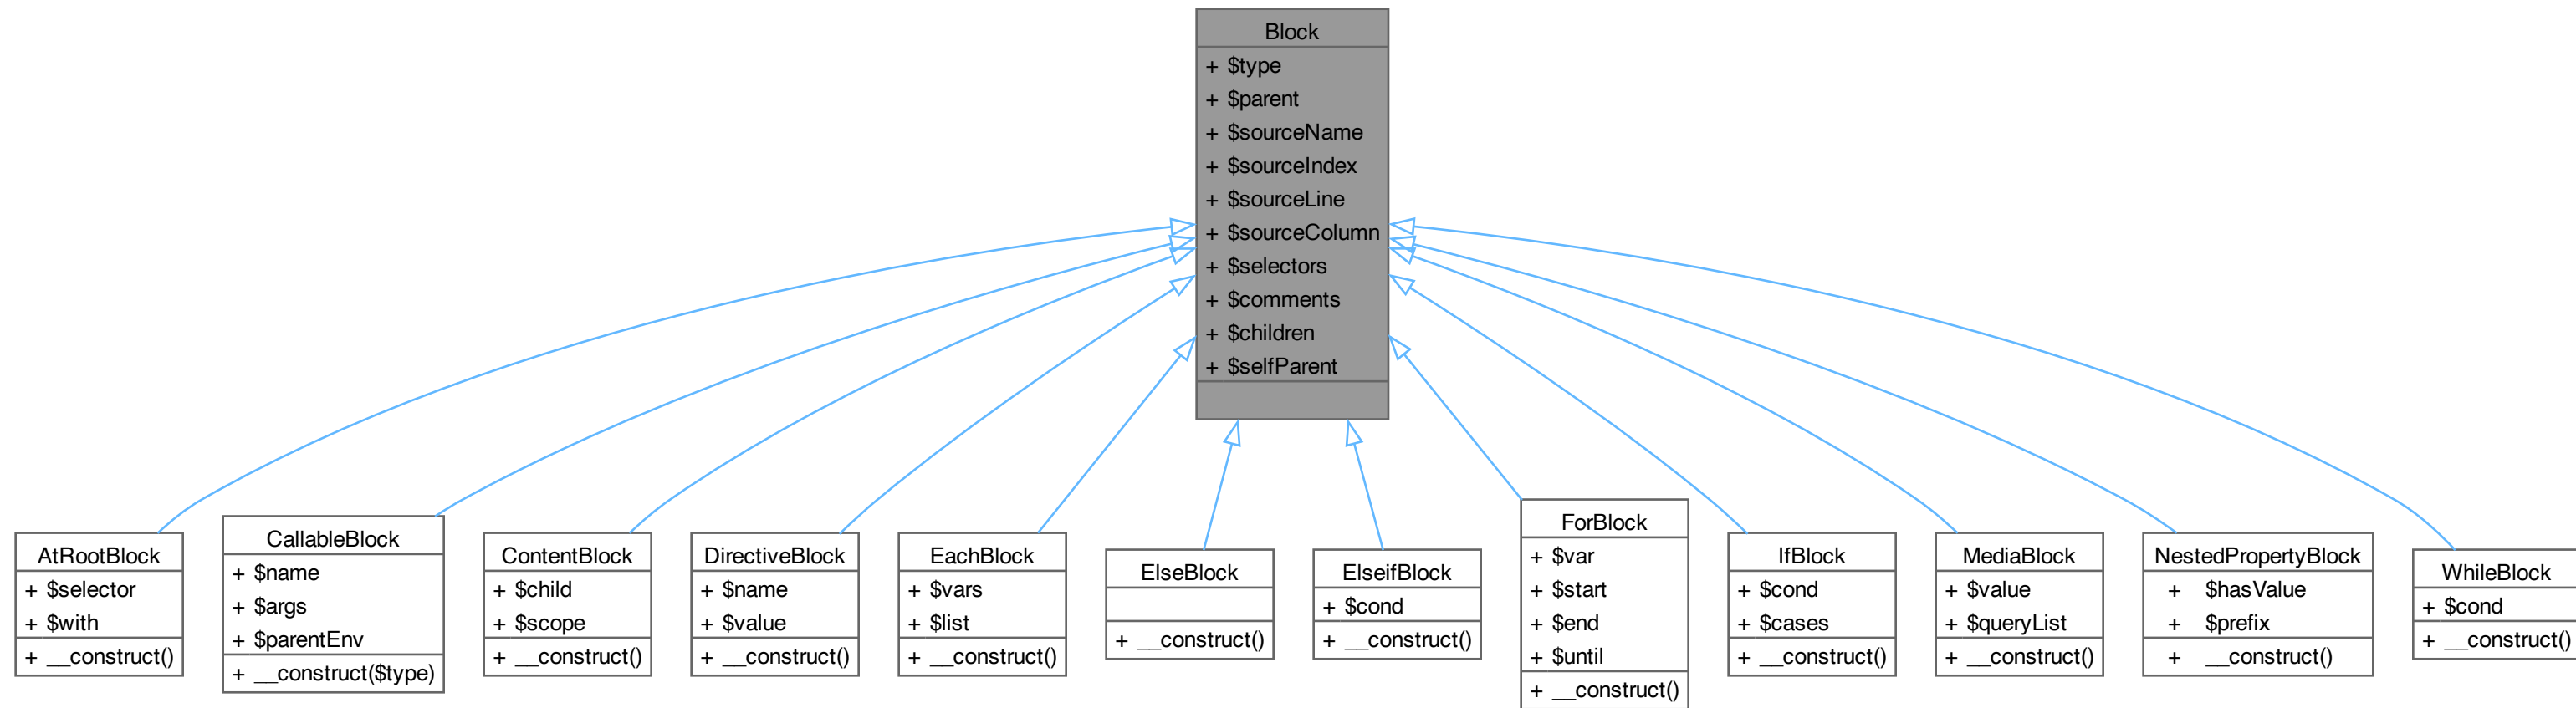 Block
+ $type
+ $parent
+ $sourceName
+ $sourceIndex
+ $sourceLine
+ $sourceColumn
+ $selectors
+ $comments
+ $children
+ $selfParent
AtRootBlock
+ $selector
+ $with
+ __construct()
CallableBlock
+ $name
+ $args
+ $parentEnv
+ __construct($type)
ContentBlock
+ $child
+ $scope
+ __construct()
DirectiveBlock
+ $name
+ $value
+ __construct()
EachBlock
+ $vars
+ $list
+ __construct()
ElseBlock
+ __construct()
ElseifBlock
+ $cond
+ __construct()
ForBlock
+ $var
+ $start
+ $end
+ $until
+ __construct()
IfBlock
+ $cond
+ $cases
+ __construct()
MediaBlock
+ $value
+ $queryList
+ __construct()
NestedPropertyBlock
+ $hasValue
+ $prefix
+ __construct()
WhileBlock
+ $cond
+ __construct()